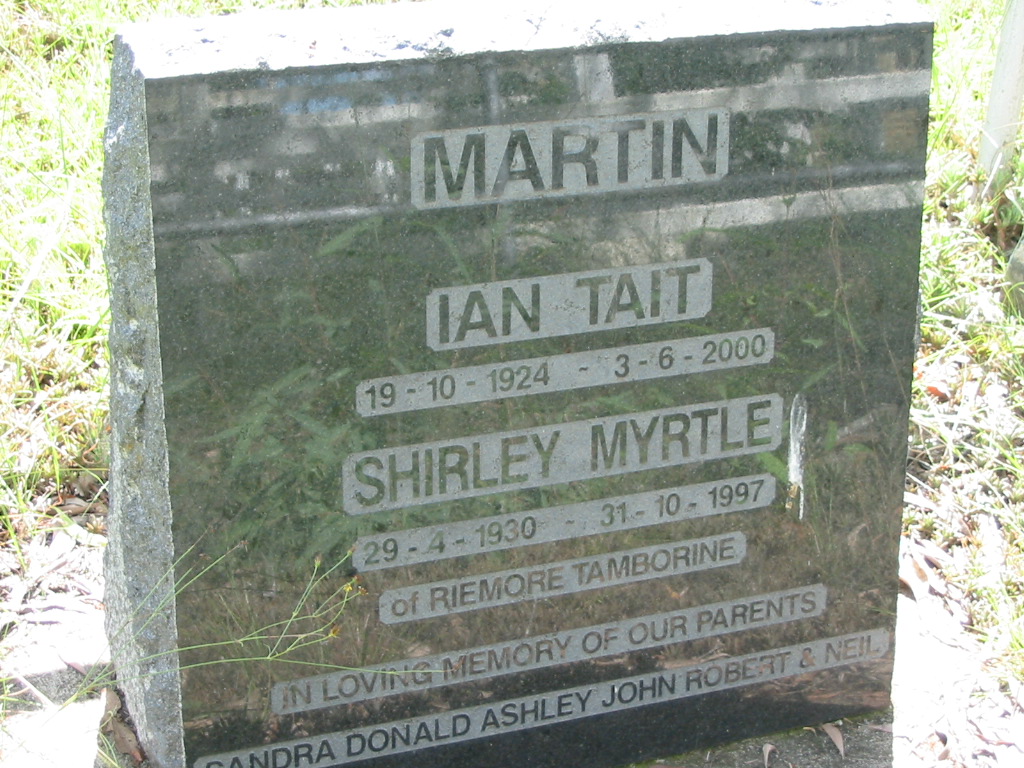 MARTIN
IAN TAIT
19 - 10 - 1924 - 3 - 6 - 2000
SHIRLEY MYRTLE
29 - 4 - 1930 - 31 - 10 - 1997
of RIEMORE TAMBORINE
IN LOVING MEMORY OF OUR PARENTS
SANDRA DONALD ASHLEY JOHN ROBERT & NEIL